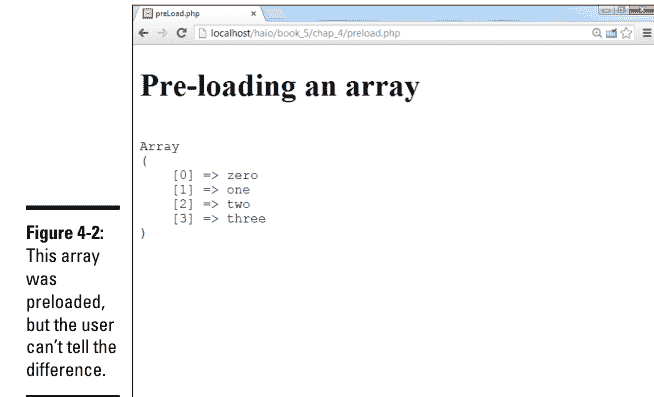 preLoad.php
localhost/haio/book_5/chap_4/preload.php
Pre-loading an array
Array
(
[0] => zero
[1] => one
[2] => two
[3] => three
)
Figure 4-2:
This array
was
preloaded,
but the user
can't tell the
difference.